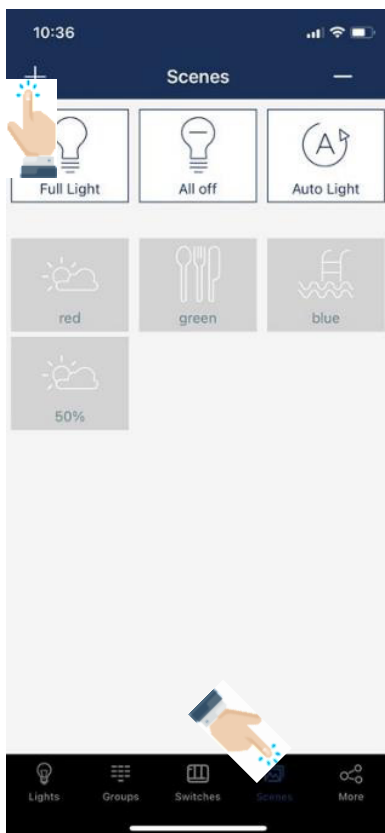 10:36
+ Scenes −
Full Light All off Auto Light
red green blue
50%
Lights Groups Switches Scenes More